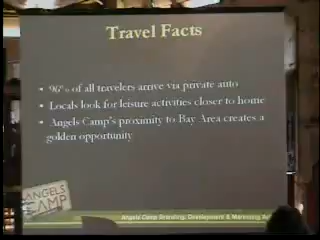 Travel Facts
• 96% of all travelers arrive via private auto
• Locals look for leisure activities closer to home
• Angels Camp's proximity to Bay Area creates a
golden opportunity
ANGELS
CAMP
Angels Camp Branding, Development & Marketing